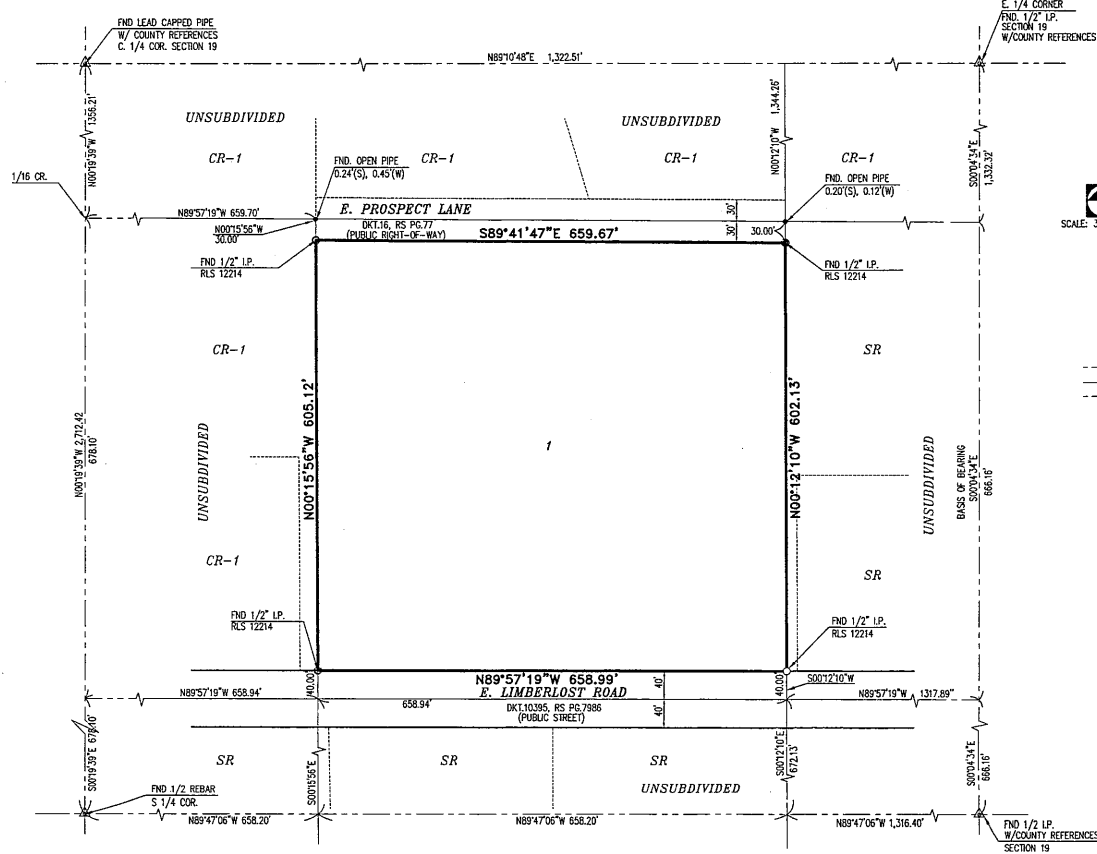 FND LEAD CAPPED PIPE
W/ COUNTY REFERENCES
C. 1/4 COR. SECTION 19
E. 1/4 CORNER
FND. 1/2" I.P.
SECTION 19
W/COUNTY REFERENCES
N89°10'48"E 1,322.51'
N00°19'39"W 1356.21'
UNSUBDIVIDED
UNSUBDIVIDED
N00°12'10"W 1,344.26'
S00°04'34"E
1,332.32'
CR-1
CR-1
CR-1
CR-1
1/16 CR.
FND. OPEN PIPE
0.24'(S), 0.45'(W)
FND. OPEN PIPE
0.20'(S), 0.12'(W)
N89°57'19"W 659.70'
N00°15'56"W
30.00'
E. PROSPECT LANE
DKT.16, RS PG.77
(PUBLIC RIGHT-OF-WAY)
30'
30'
30.00'
S89°41'47"E 659.67'
SCALE: 3
FND 1/2" I.P.
RLS 12214
FND 1/2" I.P.
RLS 12214
CR-1
SR
N00°19'39"W 2,712.42
678.10'
UNSUBDIVIDED
N00°15'56"W 605.12'
1
N00°12'10"W 602.13'
UNSUBDIVIDED
BASIS OF BEARING
S00°04'34"E
666.16'
CR-1
SR
FND 1/2" I.P.
RLS 12214
FND 1/2" I.P.
RLS 12214
N89°57'19"W 658.99'
E. LIMBERLOST ROAD
DKT.10395, RS PG.7986
(PUBLIC STREET)
40.00'
40'
40'
40.00'
S00°12'10"W
N89°57'19"W 658.94'
658.94'
N89°57'19"W 1317.89"
S00°19'39"E 678.10'
S00°15'56"E
S00°12'10"E
672.13'
S00°04'34"E
666.16'
SR
SR
SR
UNSUBDIVIDED
FND 1/2 REBAR
S 1/4 COR.
N89°47'06"W 658.20'
N89°47'06"W 658.20'
N89°47'06"W 1,316.40'
FND 1/2 I.P.
W/COUNTY REFERENCES
SECTION 19